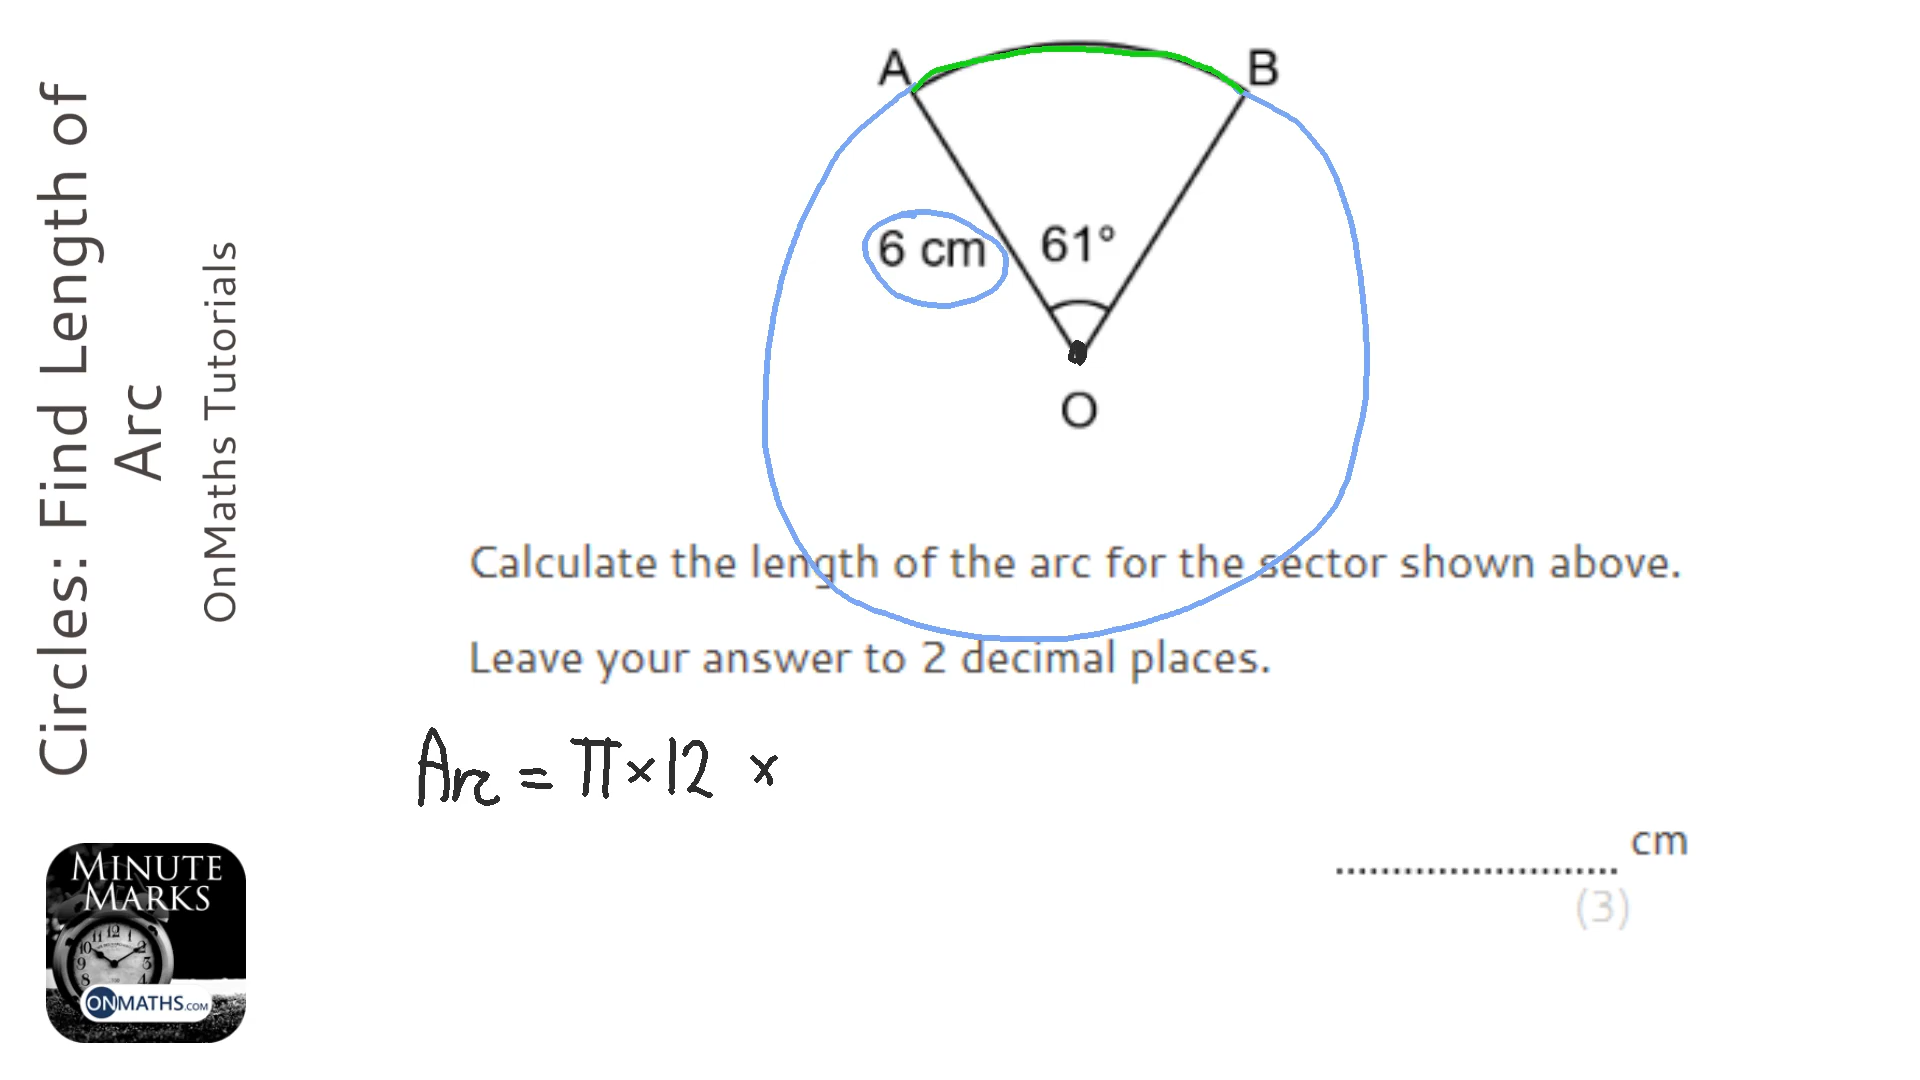 Circles: Find Length of
Arc
OnMaths Tutorials
A
B
6 cm
61°
O
Calculate the length of the arc for the sector shown above.
Leave your answer to 2 decimal places.
Arc = π×12 ×
cm
(3)
MINUTE
MARKS
ONMATHS.COM